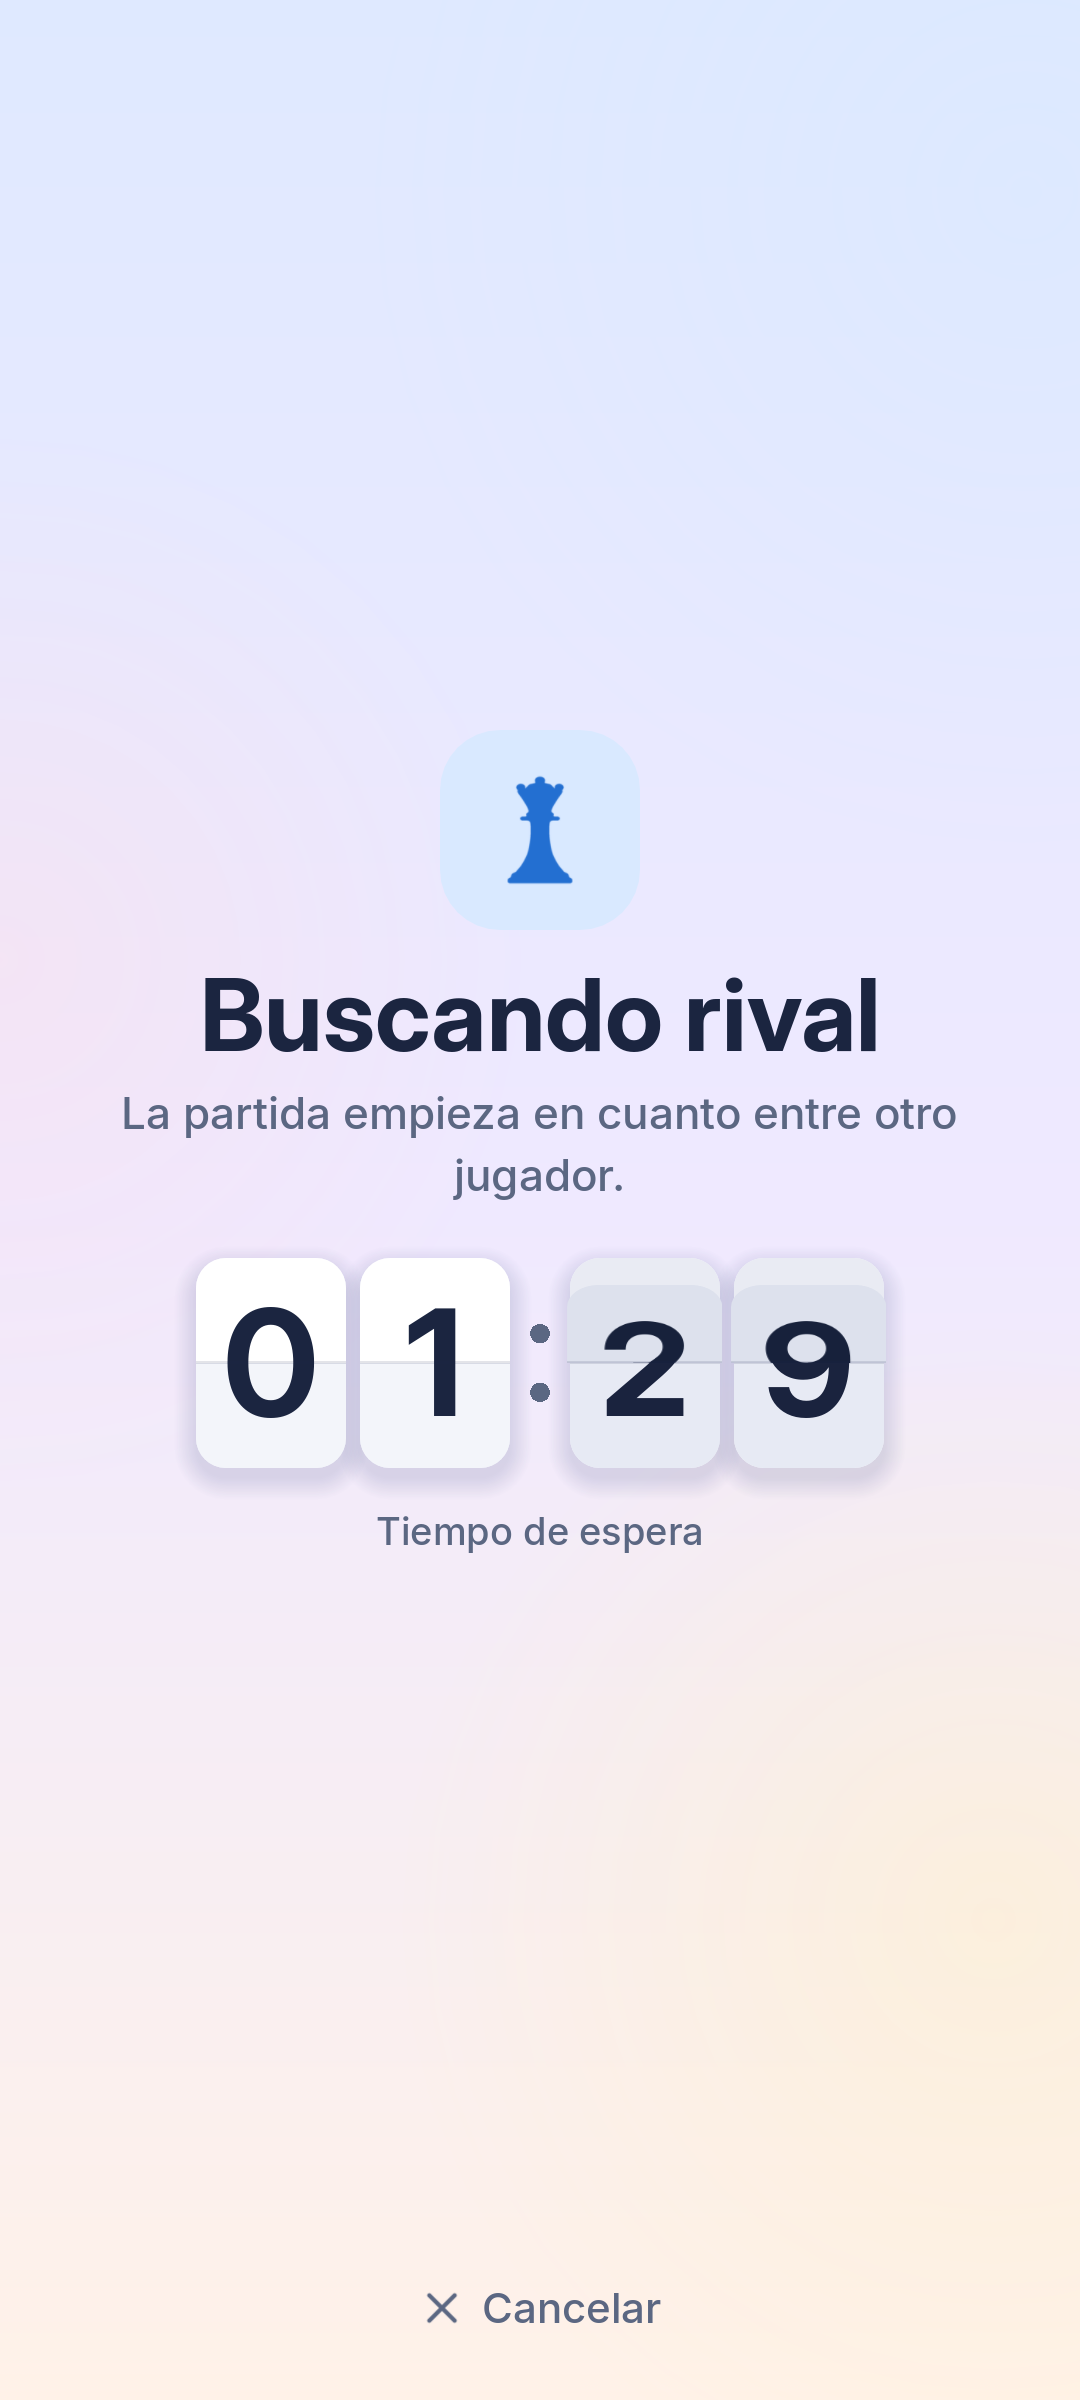 Buscando rival
La partida empieza en cuanto entre otro
jugador.
01:29
Tiempo de espera
Cancelar